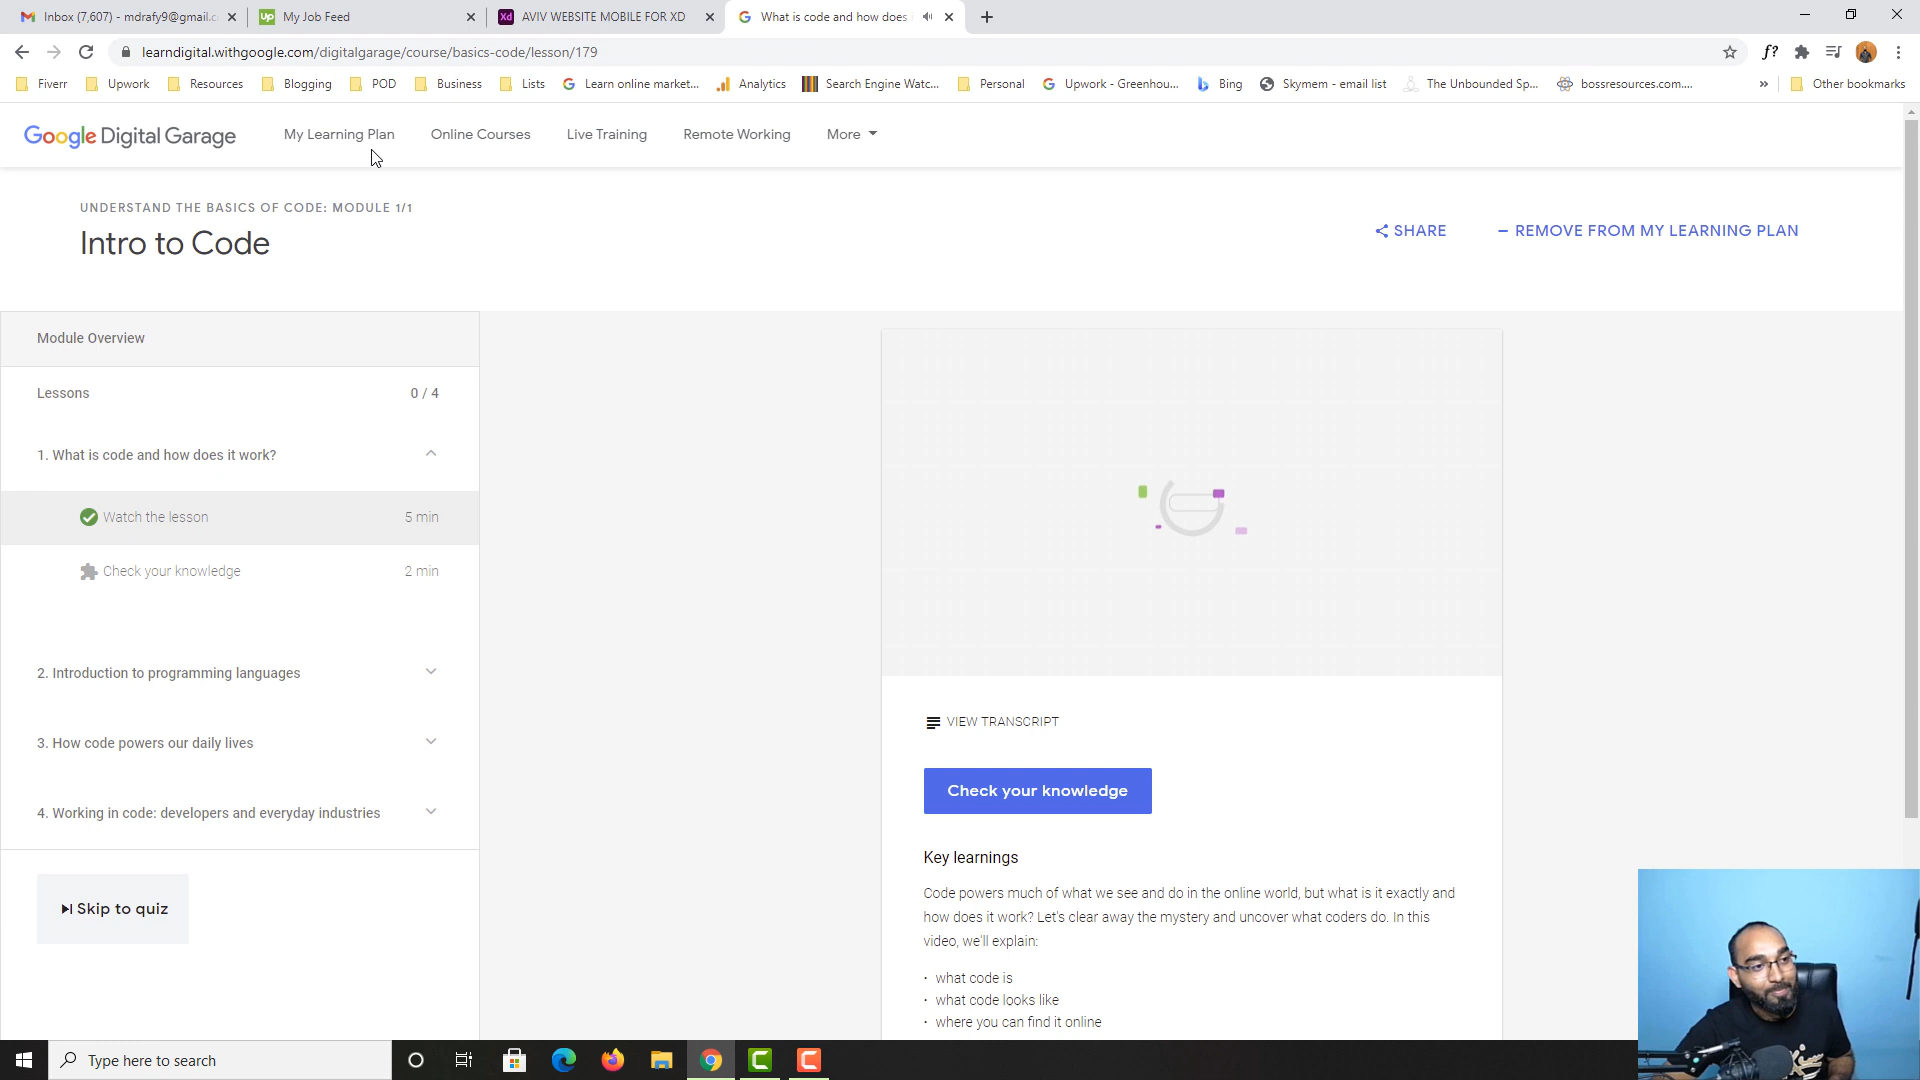 Inbox (7,607) - mdrafy9@gmail.c
My Job Feed
AVIV WEBSITE MOBILE FOR XD
What is code and how does
learndigital.withgoogle.com/digitalgarage/course/basics-code/lesson/179
f?
Fiverr
Upwork
Resources
Blogging
POD
Business
Lists
Learn online market...
Analytics
Search Engine Watc...
Personal
Upwork - Greenhou...
Bing
Skymem - email list
The Unbounded Sp...
bossresources.com....
»
Other bookmarks
Google Digital Garage
My Learning Plan
Online Courses
Live Training
Remote Working
More
UNDERSTAND THE BASICS OF CODE: MODULE 1/1
Intro to Code
SHARE
REMOVE FROM MY LEARNING PLAN
Module Overview
Lessons 0 / 4
1. What is code and how does it work?
Watch the lesson 5 min
Check your knowledge 2 min
2. Introduction to programming languages
3. How code powers our daily lives
4. Working in code: developers and everyday industries
Skip to quiz
VIEW TRANSCRIPT
Check your knowledge
Key learnings
Code powers much of what we see and do in the online world, but what is it exactly and
how does it work? Let's clear away the mystery and uncover what coders do. In this
video, we'll explain:
· what code is
· what code looks like
· where you can find it online
Type here to search